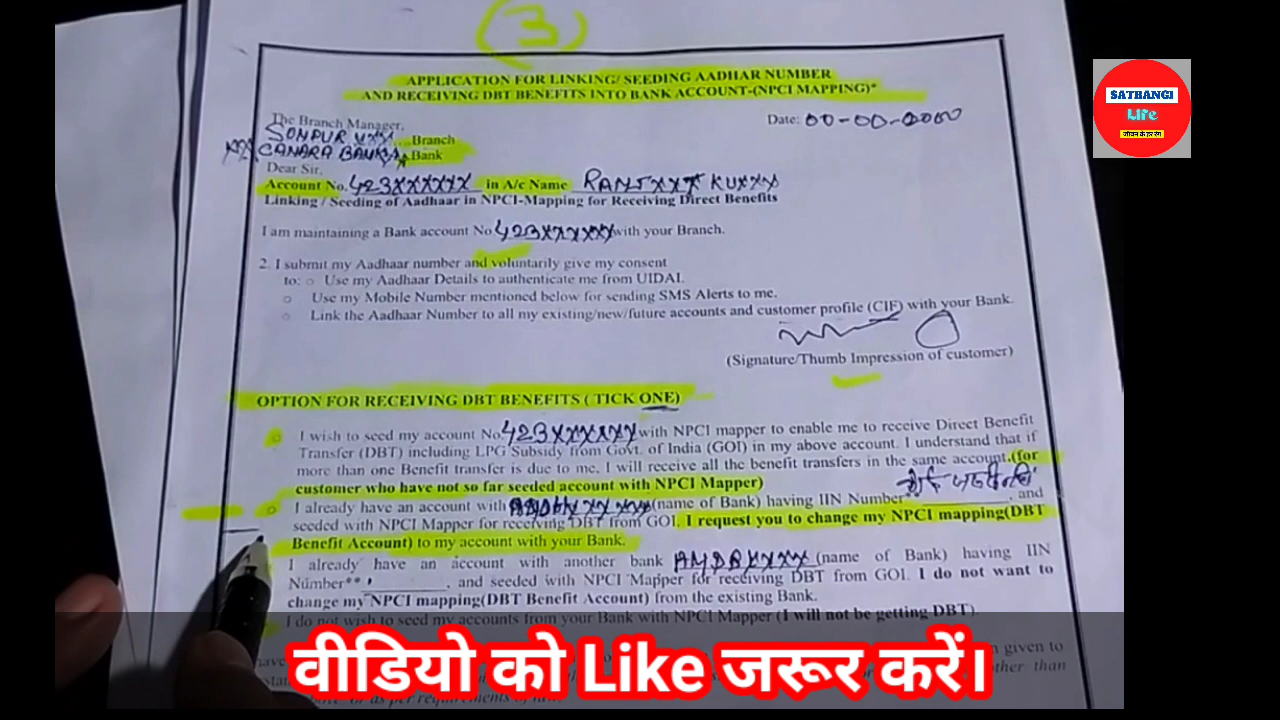 3
APPLICATION FOR LINKING/ SEEDING AADHAR NUMBER
AND RECEIVING DBT BENEFITS INTO BANK ACCOUNT-(NPCI MAPPING)*
The Branch Manager,
Date: 00-00-0000
SONPUR XXX Branch
CANARA BANK Bank
Dear Sir,
Account No. 423XXXXXX in A/c Name RANJXXX KUXXX
Linking / Seeding of Aadhaar in NPCI-Mapping for Receiving Direct Benefits
I am maintaining a Bank account No 423XXXXXX with your Branch.
2. I submit my Aadhaar number and voluntarily give my consent
to: o Use my Aadhaar Details to authenticate me from UIDAI.
o Use my Mobile Number mentioned below for sending SMS Alerts to me.
o Link the Aadhaar Number to all my existing/new/future accounts and customer profile (CIF) with your Bank.
(Signature/Thumb Impression of customer)
OPTION FOR RECEIVING DBT BENEFITS ( TICK ONE)
o I wish to seed my account No. 423XXXXXX with NPCI mapper to enable me to receive Direct Benefit
Transfer (DBT) including LPG Subsidy from Govt. of India (GOI) in my above account. I understand that if
more than one Benefit transfer is due to me, I will receive all the benefit transfers in the same account.(for
customer who have not so far seeded account with NPCI Mapper)
o I already have an account with (name of Bank) having IIN Number** , and
seeded with NPCI Mapper for receiving DBT from GOI. I request you to change my NPCI mapping(DBT
Benefit Account) to my account with your Bank.
I already have an account with another bank (name of Bank) having IIN
Number** , and seeded with NPCI Mapper for receiving DBT from GOI. I do not want to
change my NPCI mapping(DBT Benefit Account) from the existing Bank.
I do not wish to seed my accounts from your Bank with NPCI Mapper (I will not be getting DBT)
given to
other than
as per requirements of law
वीडियो को Like जरूर करें।
SATHANGI
Life
जीवन के हर रंग